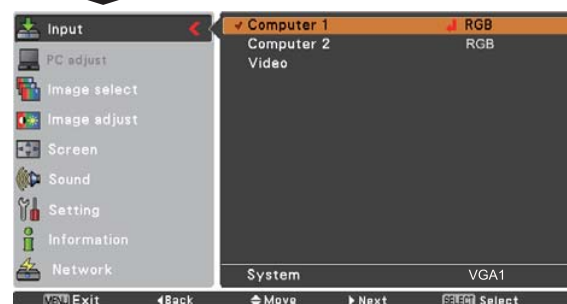 Input
PC adjust
Image select
Image adjust
Screen
Sound
Setting
Information
Network
Computer 1 RGB
Computer 2 RGB
Video
System VGA1
MENU Exit Back Move Next SELECT Select